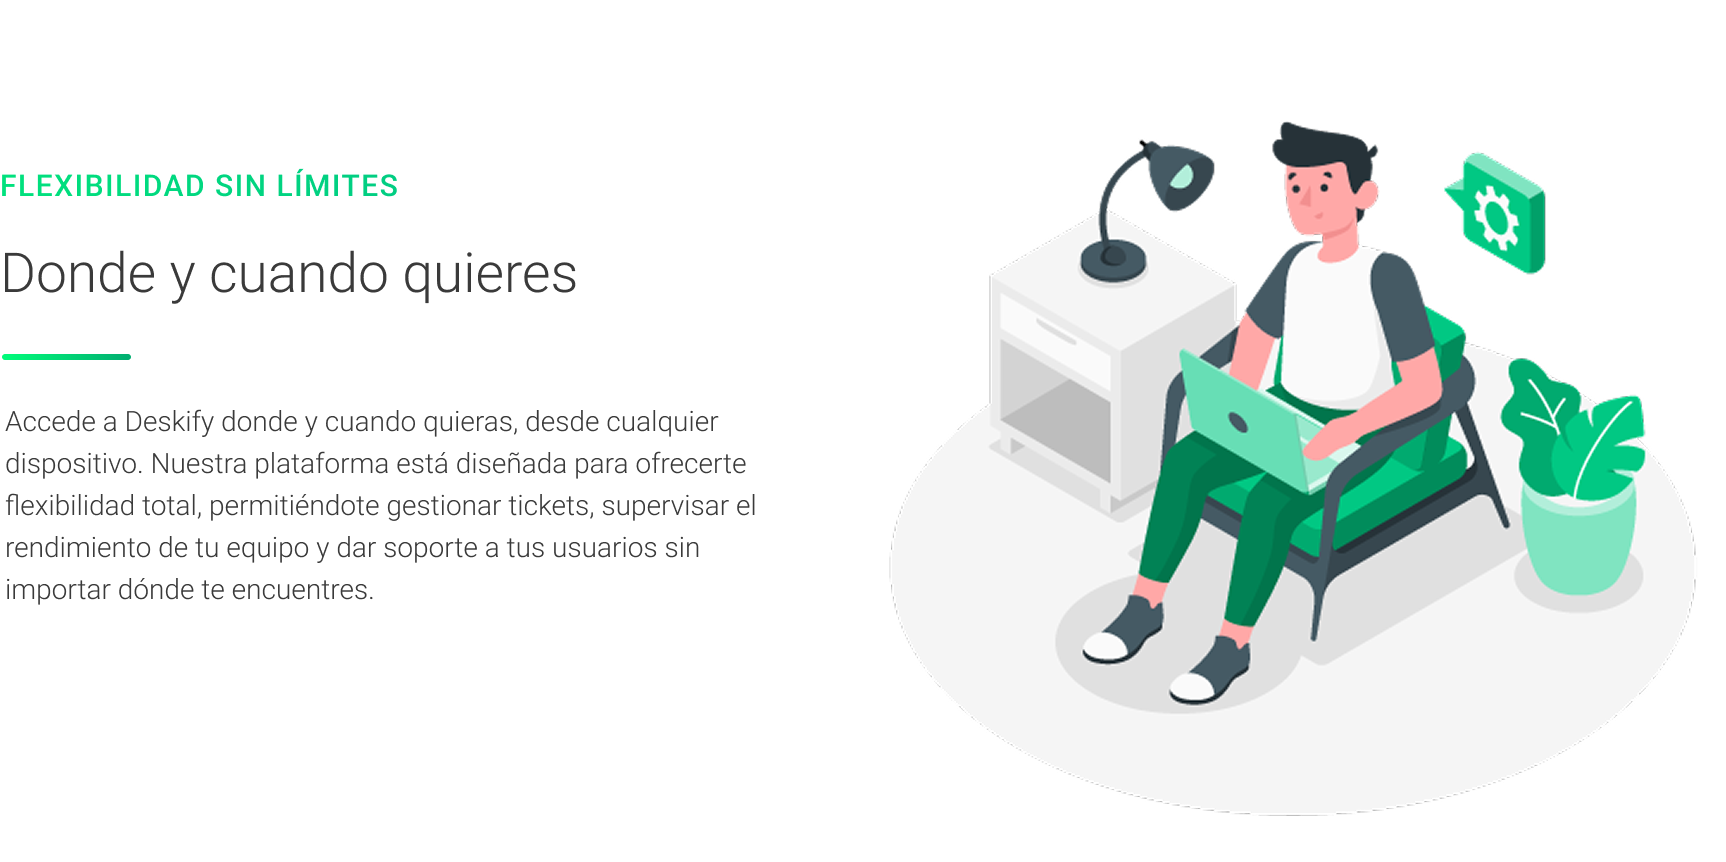 FLEXIBILIDAD SIN LÍMITES
Donde y cuando quieres
Accede a Deskify donde y cuando quieras, desde cualquier
dispositivo. Nuestra plataforma está diseñada para ofrecerte
flexibilidad total, permitiéndote gestionar tickets, supervisar el
rendimiento de tu equipo y dar soporte a tus usuarios sin
importar dónde te encuentres.